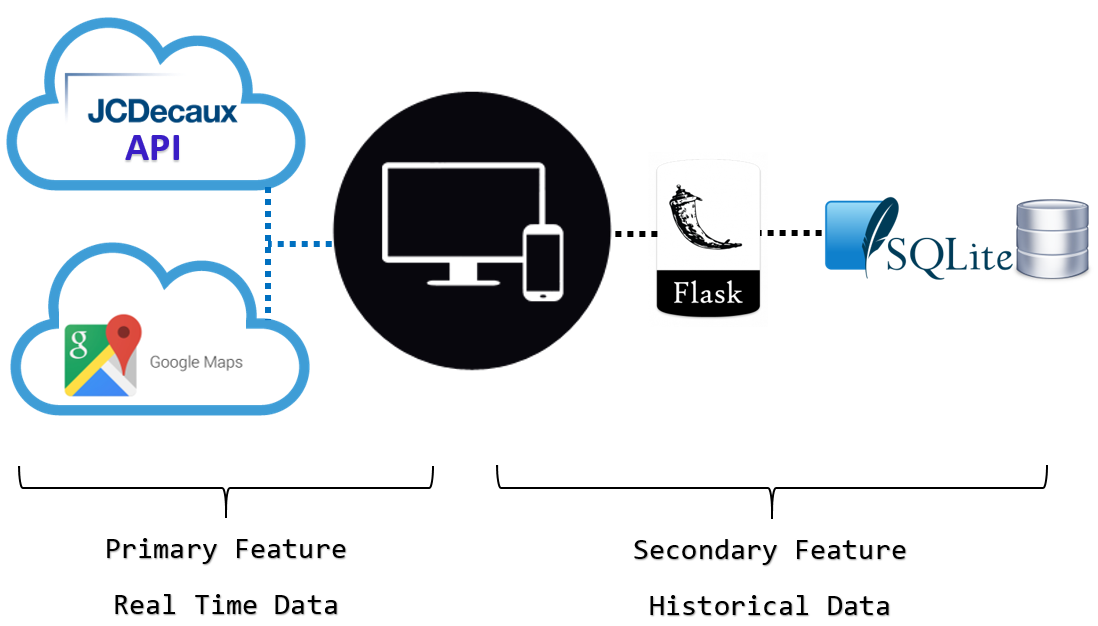 JCDecaux
API
g
Google Maps
Flask
SQLite
Primary Feature
Real Time Data
Secondary Feature
Historical Data